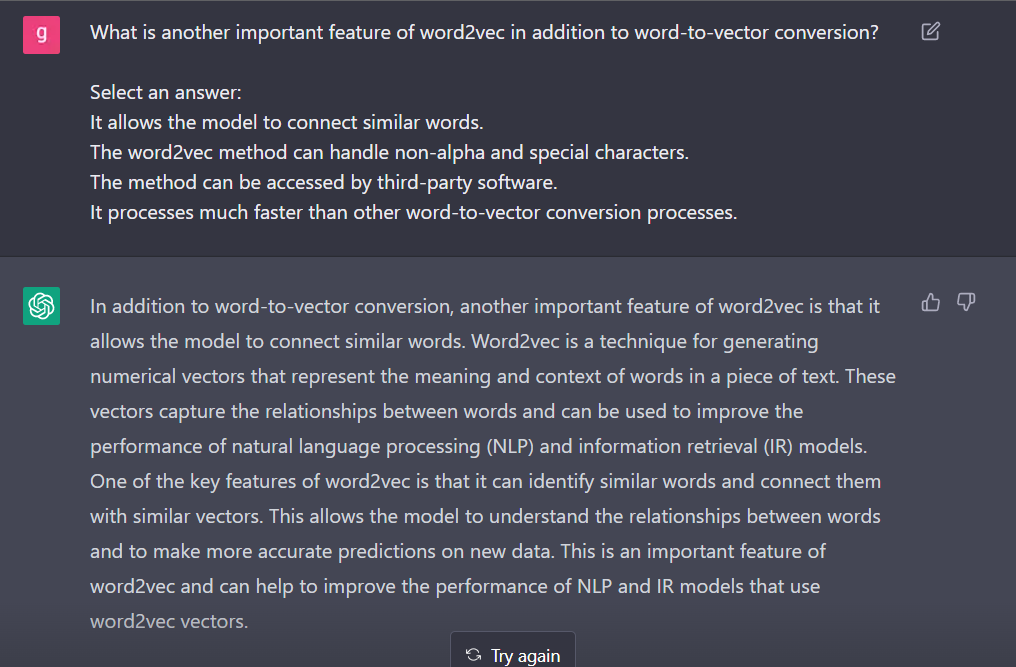 g
What is another important feature of word2vec in addition to word-to-vector conversion?
Select an answer:
It allows the model to connect similar words.
The word2vec method can handle non-alpha and special characters.
The method can be accessed by third-party software.
It processes much faster than other word-to-vector conversion processes.
In addition to word-to-vector conversion, another important feature of word2vec is that it
allows the model to connect similar words. Word2vec is a technique for generating
numerical vectors that represent the meaning and context of words in a piece of text. These
vectors capture the relationships between words and can be used to improve the
performance of natural language processing (NLP) and information retrieval (IR) models.
One of the key features of word2vec is that it can identify similar words and connect them
with similar vectors. This allows the model to understand the relationships between words
and to make more accurate predictions on new data. This is an important feature of
word2vec and can help to improve the performance of NLP and IR models that use
word2vec vectors.
Try again